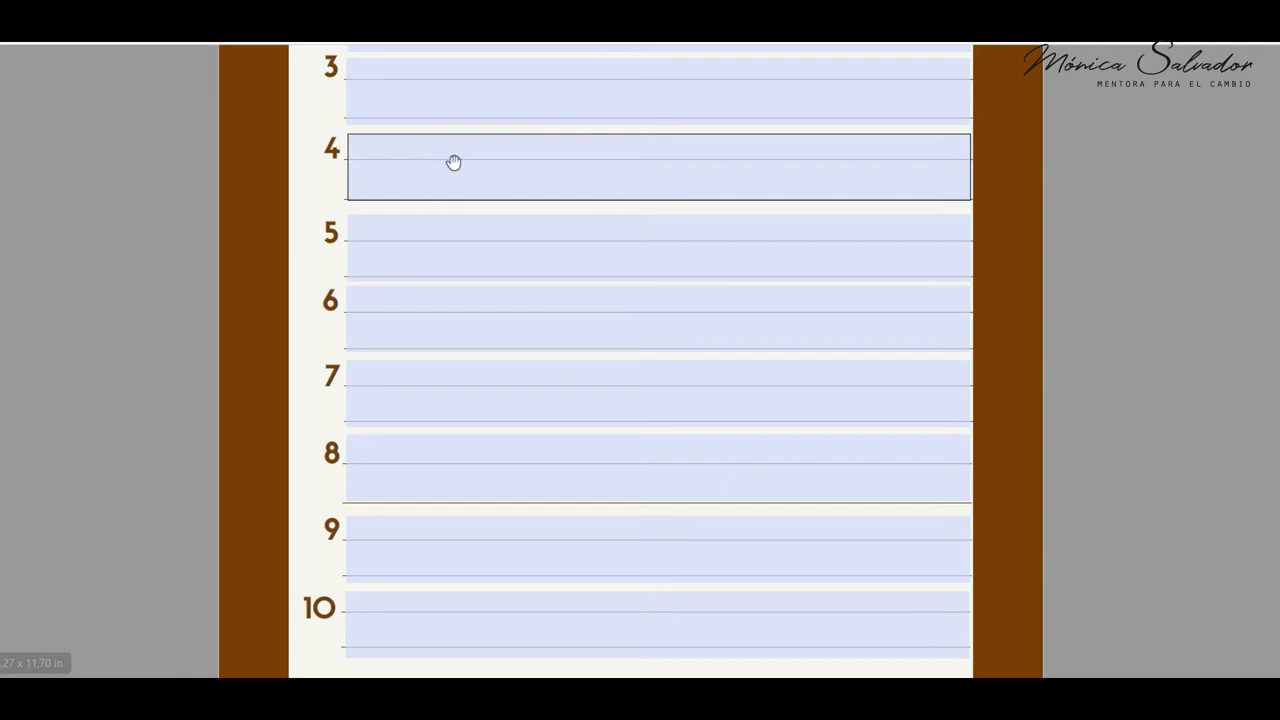 Mónica Salvador
MENTORA PARA EL CAMBIO
3
4
5
6
7
8
9
10
,27 x 11,70 in